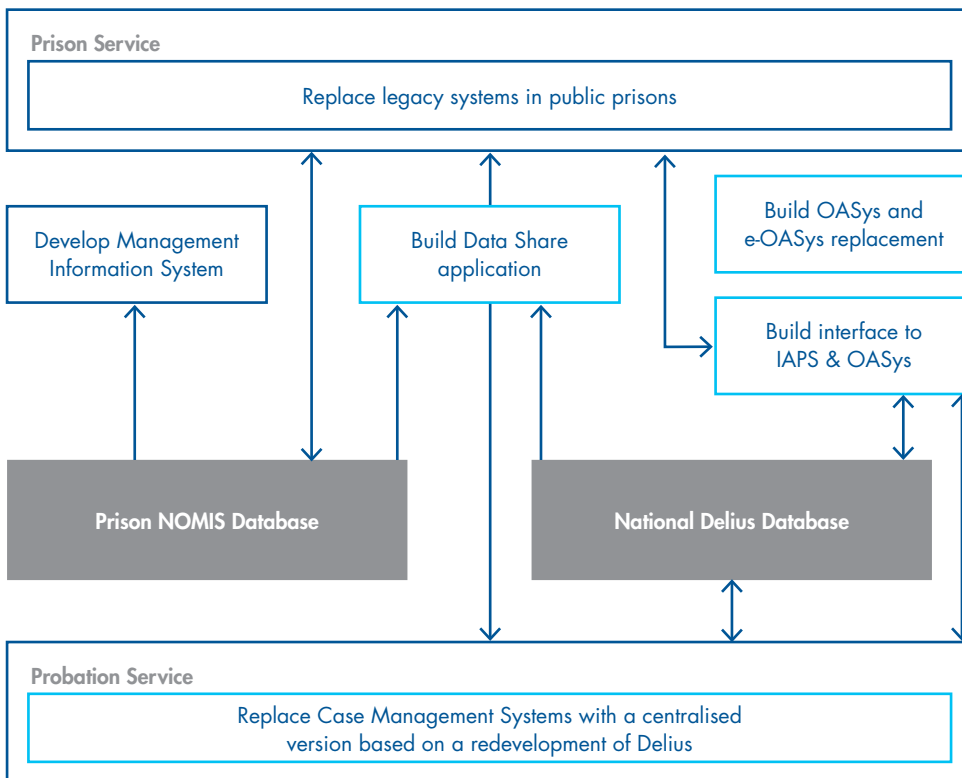 Prison Service
Replace legacy systems in public prisons
Develop Management
Information System
Build Data Share
application
Build OASys and
e-OASys replacement
Build interface to
IAPS & OASys
Prison NOMIS Database
National Delius Database
Probation Service
Replace Case Management Systems with a centralised
version based on a redevelopment of Delius